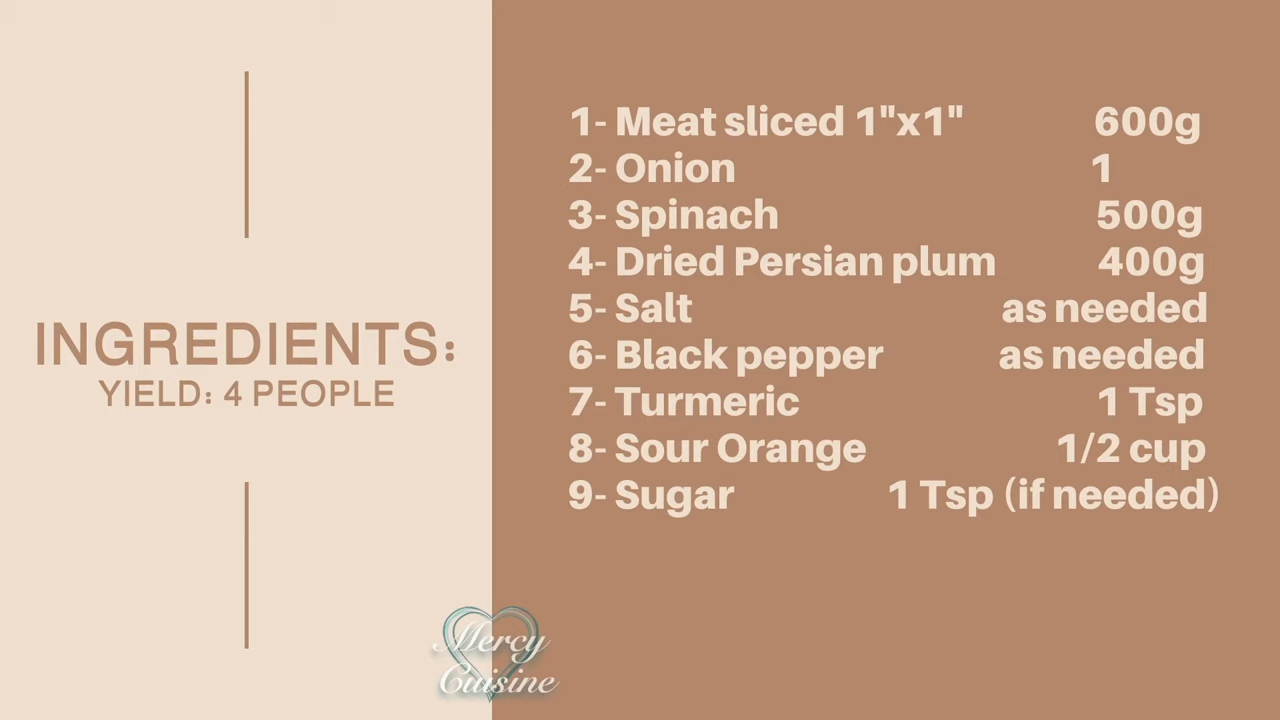 INGREDIENTS:
YIELD: 4 PEOPLE
1- Meat sliced 1"x1" 600g
2- Onion 1
3- Spinach 500g
4- Dried Persian plum 400g
5- Salt as needed
6- Black pepper as needed
7- Turmeric 1 Tsp
8- Sour Orange 1/2 cup
9- Sugar 1 Tsp (if needed)
Mercy
Cuisine